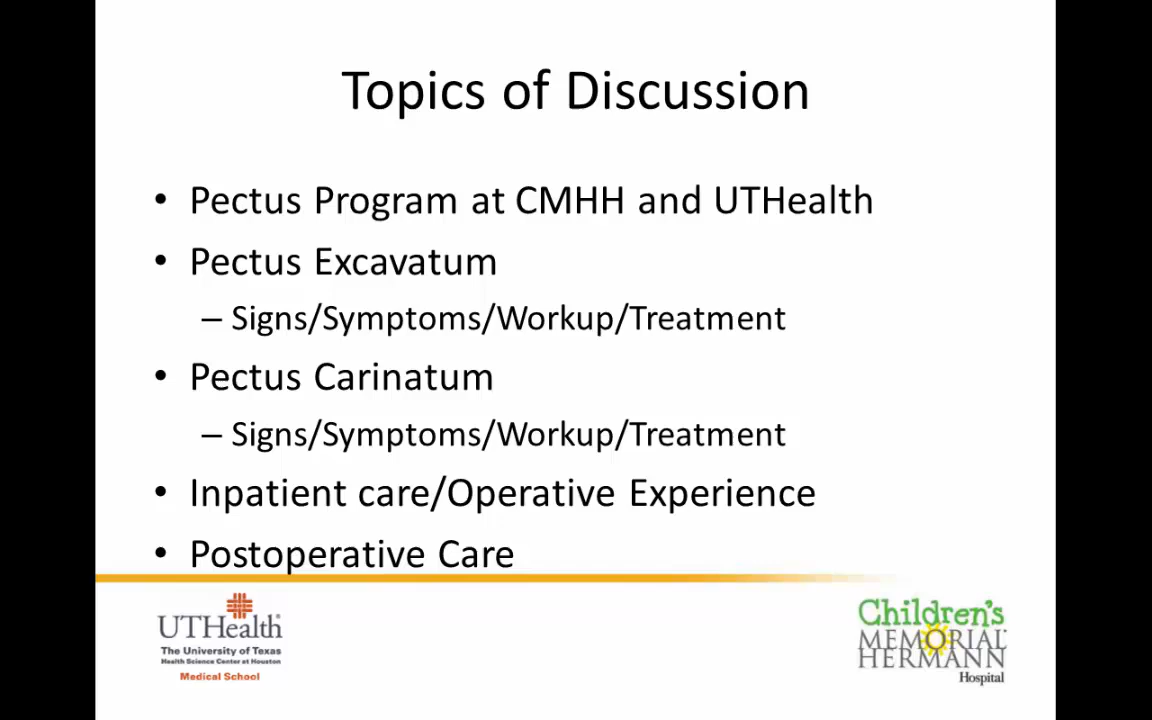 Topics of Discussion
• Pectus Program at CMHH and UTHealth
• Pectus Excavatum
– Signs/Symptoms/Workup/Treatment
• Pectus Carinatum
– Signs/Symptoms/Workup/Treatment
• Inpatient care/Operative Experience
• Postoperative Care
UTHealth
The University of Texas
Health Science Center at Houston
Medical School
Children's
MEMORIAL
HERMANN
Hospital